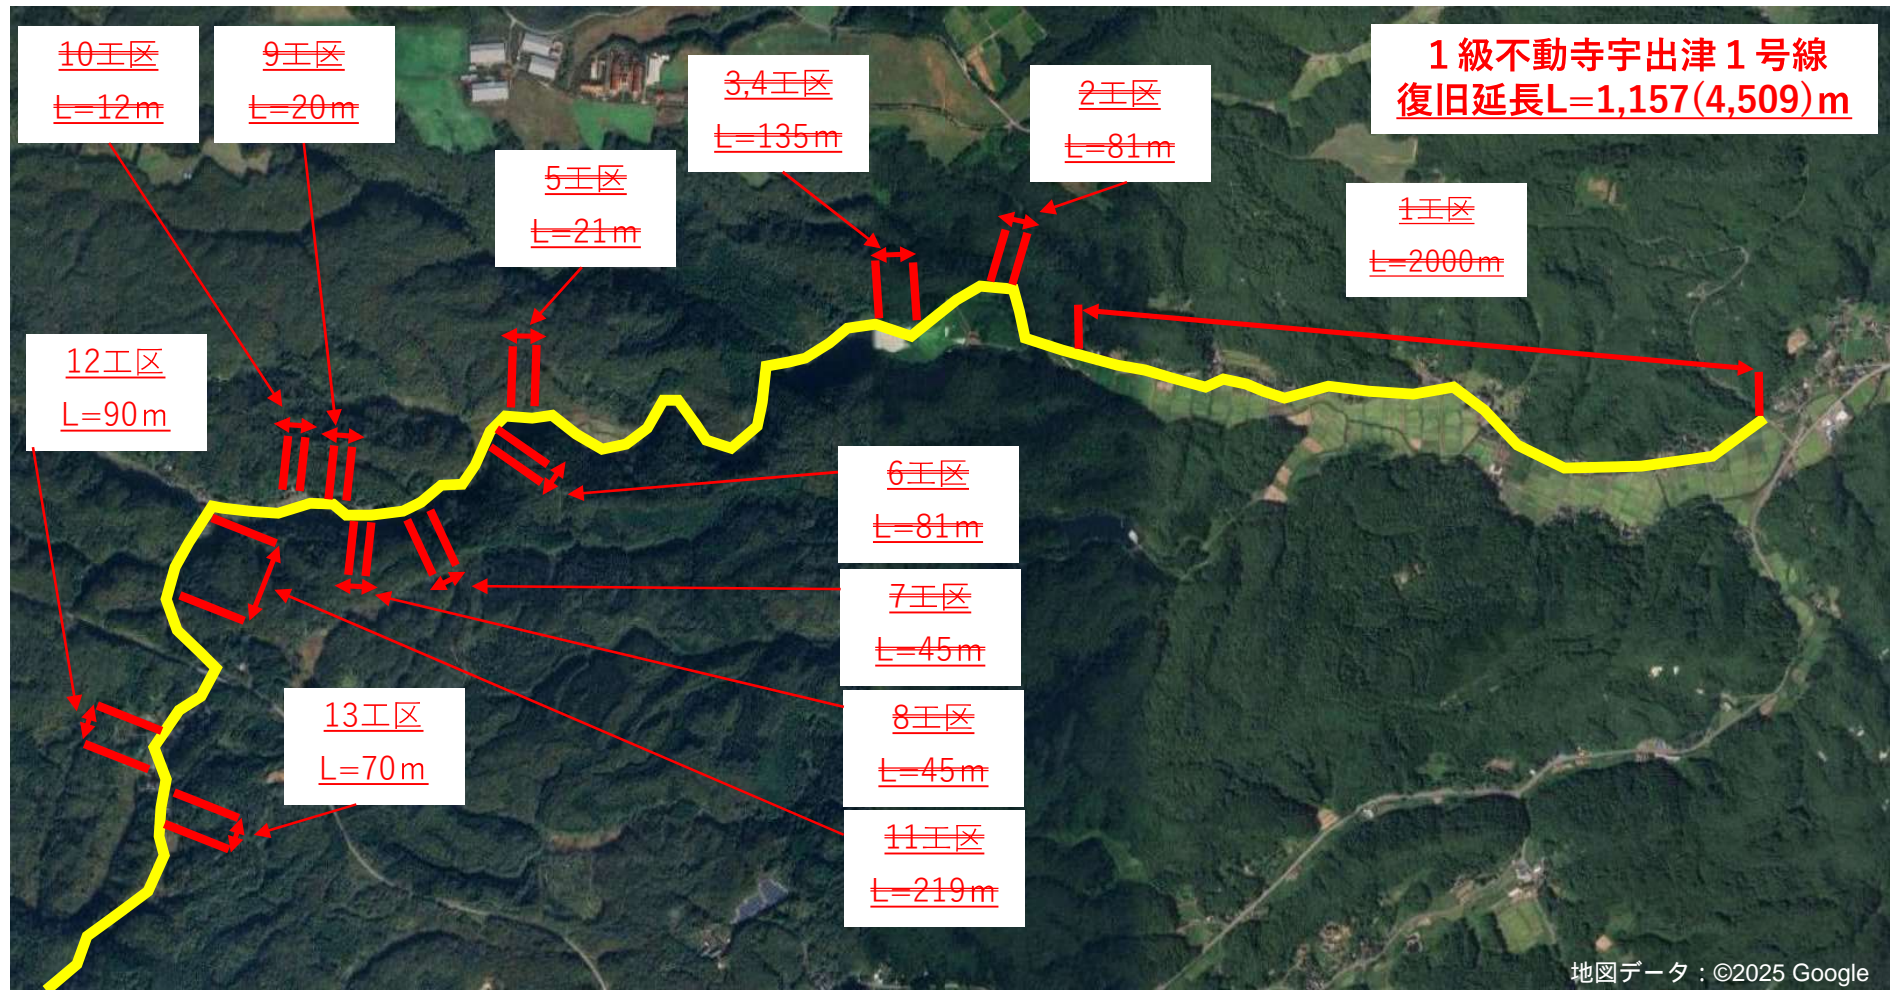 10工区
L=12m
9工区
L=20m
3,4工区
L=135m
2工区
L=81m
1級不動寺宇出津1号線
復旧延長L=1,157(4,509)m
5工区
L=21m
1工区
L=2000m
12工区
L=90m
6工区
L=81m
7工区
L=45m
13工区
L=70m
8工区
L=45m
11工区
L=219m
地図データ：©2025 Google